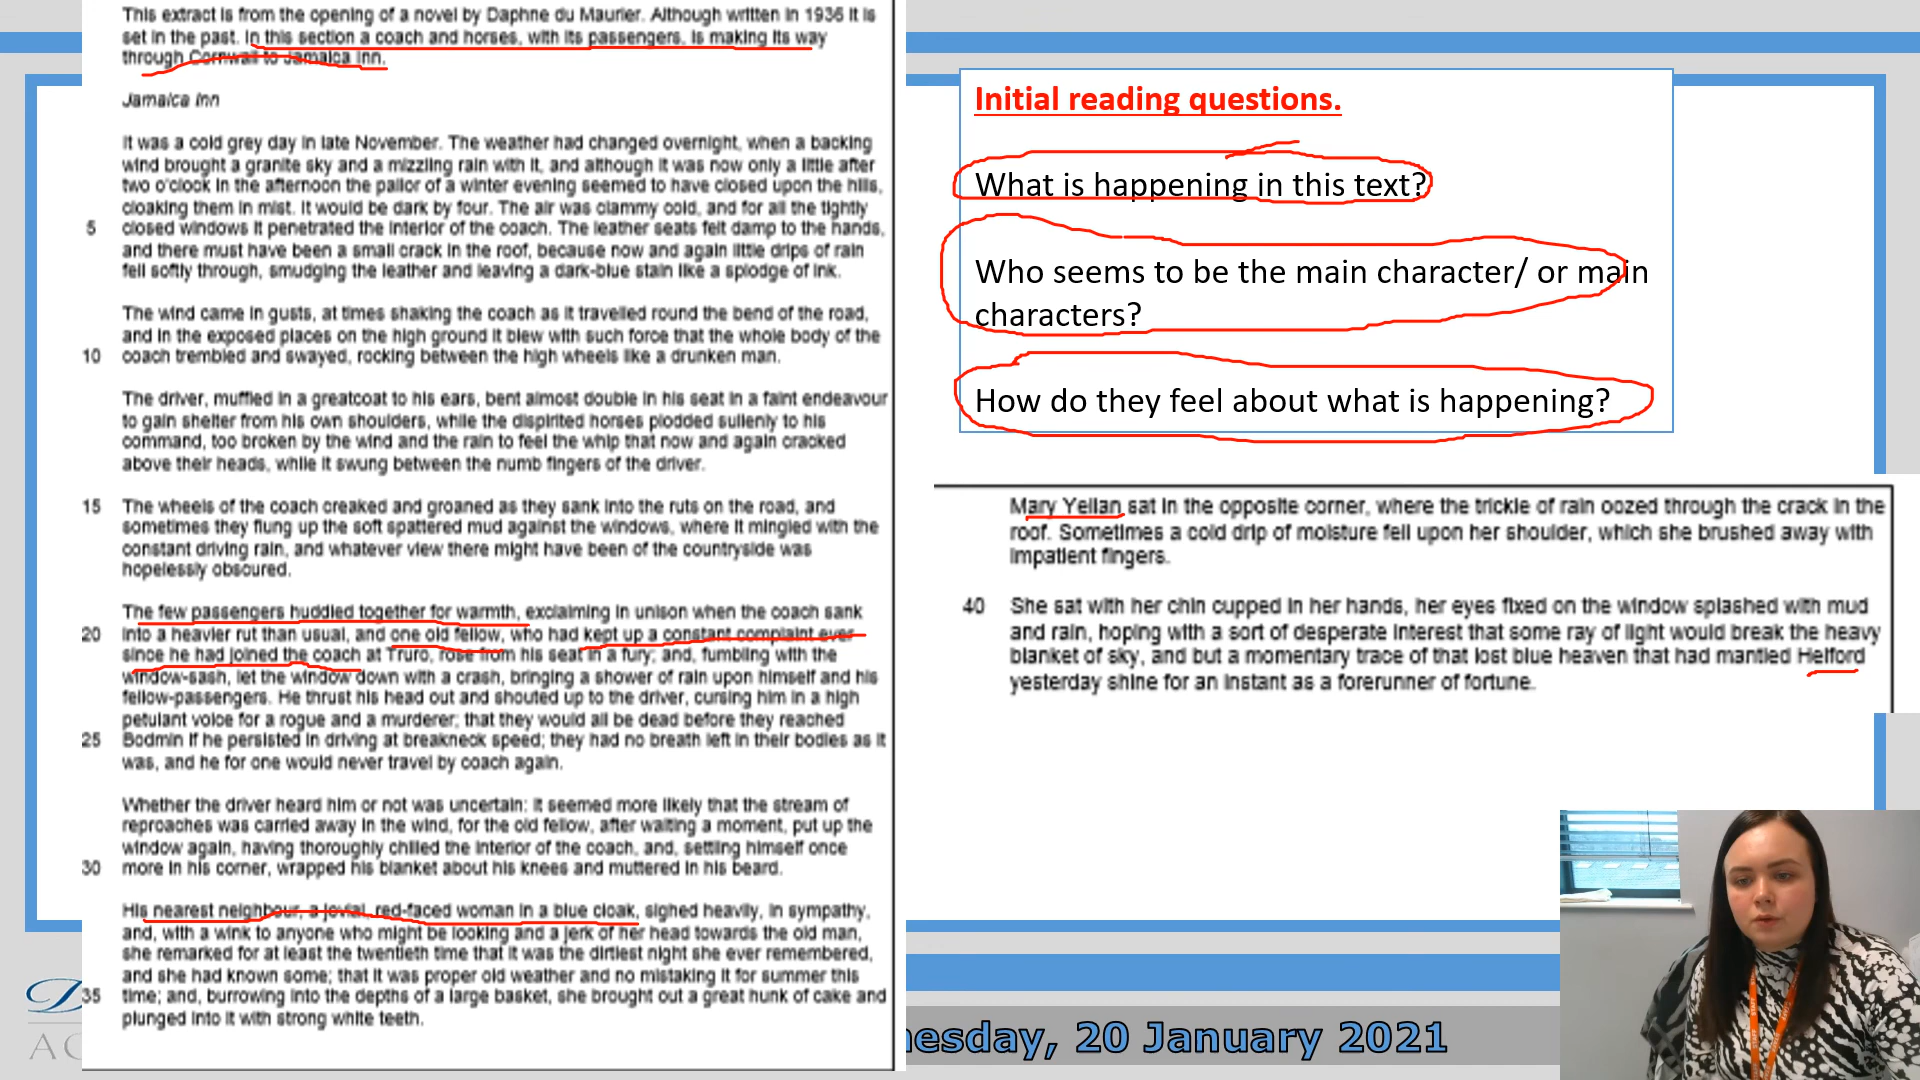 This extract is from the opening of a novel by Daphne du Maurier. Although written in 1936 it is
set in the past. In this section a coach and horses, with its passengers, is making its way
through Cornwall to Jamaica Inn.
Jamaica Inn
It was a cold grey day in late November. The weather had changed overnight, when a backing
wind brought a granite sky and a mizzling rain with it, and although it was now only a little after
two o'clock in the afternoon the pallor of a winter evening seemed to have closed upon the hills,
cloaking them in mist. It would be dark by four. The air was clammy cold, and for all the tightly
5 closed windows it penetrated the interior of the coach. The leather seats felt damp to the hands,
and there must have been a small crack in the roof, because now and again little drips of rain
fell softly through, smudging the leather and leaving a dark-blue stain like a splodge of ink.
The wind came in gusts, at times shaking the coach as it travelled round the bend of the road,
and in the exposed places on the high ground it blew with such force that the whole body of the
10 coach trembled and swayed, rocking between the high wheels like a drunken man.
The driver, muffled in a greatcoat to his ears, bent almost double in his seat in a faint endeavour
to gain shelter from his own shoulders, while the dispirited horses plodded sullenly to his
command, too broken by the wind and the rain to feel the whip that now and again cracked
above their heads, while it swung between the numb fingers of the driver.
15 The wheels of the coach creaked and groaned as they sank into the ruts on the road, and
sometimes they flung up the soft spattered mud against the windows, where it mingled with the
constant driving rain, and whatever view there might have been of the countryside was
hopelessly obscured.
The few passengers huddled together for warmth, exclaiming in unison when the coach sank
20 into a heavier rut than usual, and one old fellow, who had kept up a constant complaint ever
since he had joined the coach at Truro, rose from his seat in a fury; and, fumbling with the
window-sash, let the window down with a crash, bringing a shower of rain upon himself and his
fellow-passengers. He thrust his head out and shouted up to the driver, cursing him in a high
petulant voice for a rogue and a murderer; that they would all be dead before they reached
25 Bodmin if he persisted in driving at breakneck speed; they had no breath left in their bodies as it
was, and he for one would never travel by coach again.
Whether the driver heard him or not was uncertain; it seemed more likely that the stream of
reproaches was carried away in the wind, for the old fellow, after waiting a moment, put up the
window again, having thoroughly chilled the interior of the coach, and, settling himself once
30 more in his corner, wrapped his blanket about his knees and muttered in his beard.
His nearest neighbour, a jovial, red-faced woman in a blue cloak, sighed heavily, in sympathy,
and, with a wink to anyone who might be looking and a jerk of her head towards the old man,
she remarked for at least the twentieth time that it was the dirtiest night she ever remembered,
and she had known some; that it was proper old weather and no mistaking it for summer this
35 time; and, burrowing into the depths of a large basket, she brought out a great hunk of cake and
plunged into it with strong white teeth.
Initial reading questions.
What is happening in this text?
Who seems to be the main character/ or main
characters?
How do they feel about what is happening?
Mary Yellan sat in the opposite corner, where the trickle of rain oozed through the crack in the
roof. Sometimes a cold drip of moisture fell upon her shoulder, which she brushed away with
impatient fingers.
40 She sat with her chin cupped in her hands, her eyes fixed on the window splashed with mud
and rain, hoping with a sort of desperate interest that some ray of light would break the heavy
blanket of sky, and but a momentary trace of that lost blue heaven that had mantled Helford
yesterday shine for an instant as a forerunner of fortune.
nesday, 20 January 2021